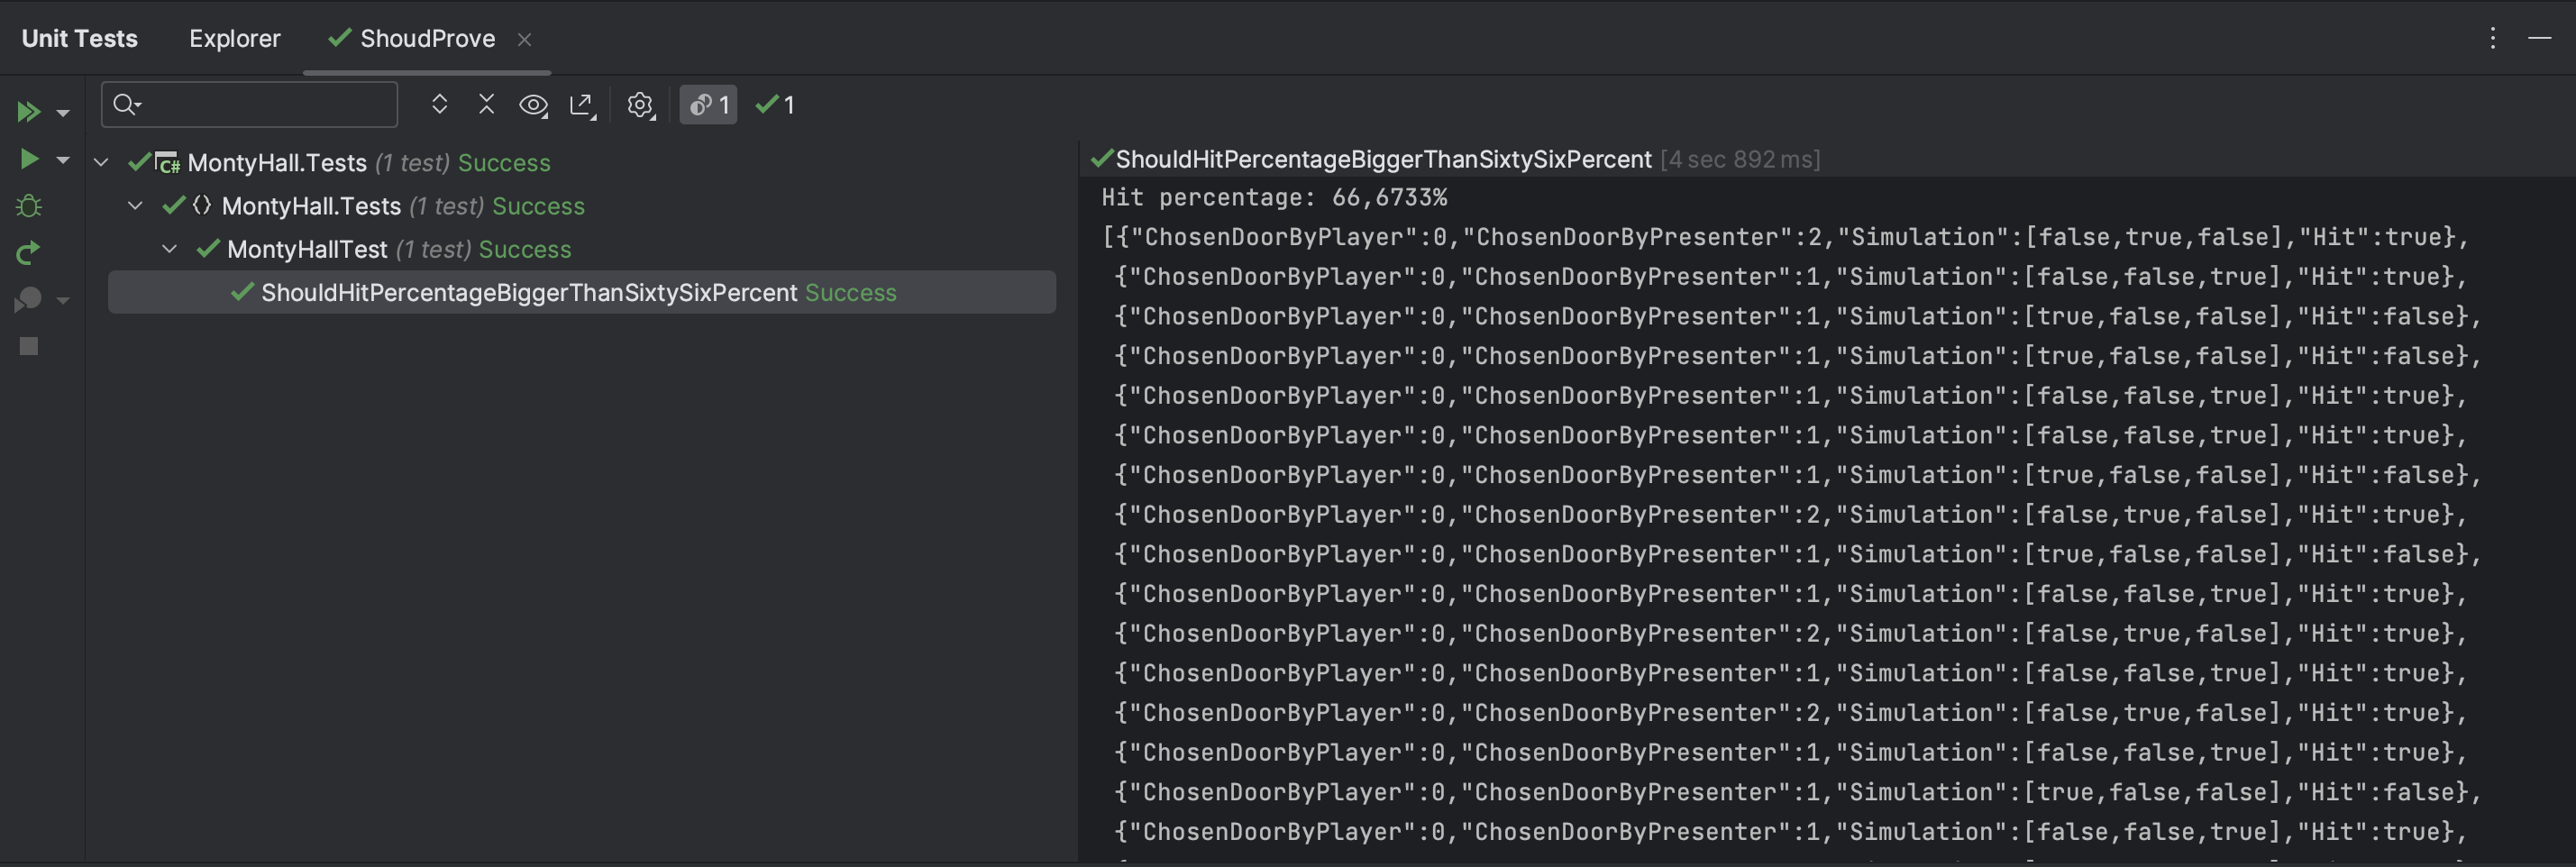 Unit Tests Explorer ShoudProve
1 1
MontyHall.Tests (1 test) Success
MontyHall.Tests (1 test) Success
MontyHallTest (1 test) Success
ShouldHitPercentageBiggerThanSixtySixPercent Success
ShouldHitPercentageBiggerThanSixtySixPercent [4 sec 892 ms]
Hit percentage: 66,6733%
[{"ChosenDoorByPlayer":0,"ChosenDoorByPresenter":2,"Simulation":[false,true,false],"Hit":true},
{"ChosenDoorByPlayer":0,"ChosenDoorByPresenter":1,"Simulation":[false,false,true],"Hit":true},
{"ChosenDoorByPlayer":0,"ChosenDoorByPresenter":1,"Simulation":[true,false,false],"Hit":false},
{"ChosenDoorByPlayer":0,"ChosenDoorByPresenter":1,"Simulation":[true,false,false],"Hit":false},
{"ChosenDoorByPlayer":0,"ChosenDoorByPresenter":1,"Simulation":[false,false,true],"Hit":true},
{"ChosenDoorByPlayer":0,"ChosenDoorByPresenter":1,"Simulation":[false,false,true],"Hit":true},
{"ChosenDoorByPlayer":0,"ChosenDoorByPresenter":1,"Simulation":[true,false,false],"Hit":false},
{"ChosenDoorByPlayer":0,"ChosenDoorByPresenter":2,"Simulation":[false,true,false],"Hit":true},
{"ChosenDoorByPlayer":0,"ChosenDoorByPresenter":1,"Simulation":[true,false,false],"Hit":false},
{"ChosenDoorByPlayer":0,"ChosenDoorByPresenter":1,"Simulation":[false,false,true],"Hit":true},
{"ChosenDoorByPlayer":0,"ChosenDoorByPresenter":2,"Simulation":[false,true,false],"Hit":true},
{"ChosenDoorByPlayer":0,"ChosenDoorByPresenter":1,"Simulation":[false,false,true],"Hit":true},
{"ChosenDoorByPlayer":0,"ChosenDoorByPresenter":2,"Simulation":[false,true,false],"Hit":true},
{"ChosenDoorByPlayer":0,"ChosenDoorByPresenter":1,"Simulation":[false,false,true],"Hit":true},
{"ChosenDoorByPlayer":0,"ChosenDoorByPresenter":1,"Simulation":[true,false,false],"Hit":false},
{"ChosenDoorByPlayer":0,"ChosenDoorByPresenter":1,"Simulation":[false,false,true],"Hit":true},